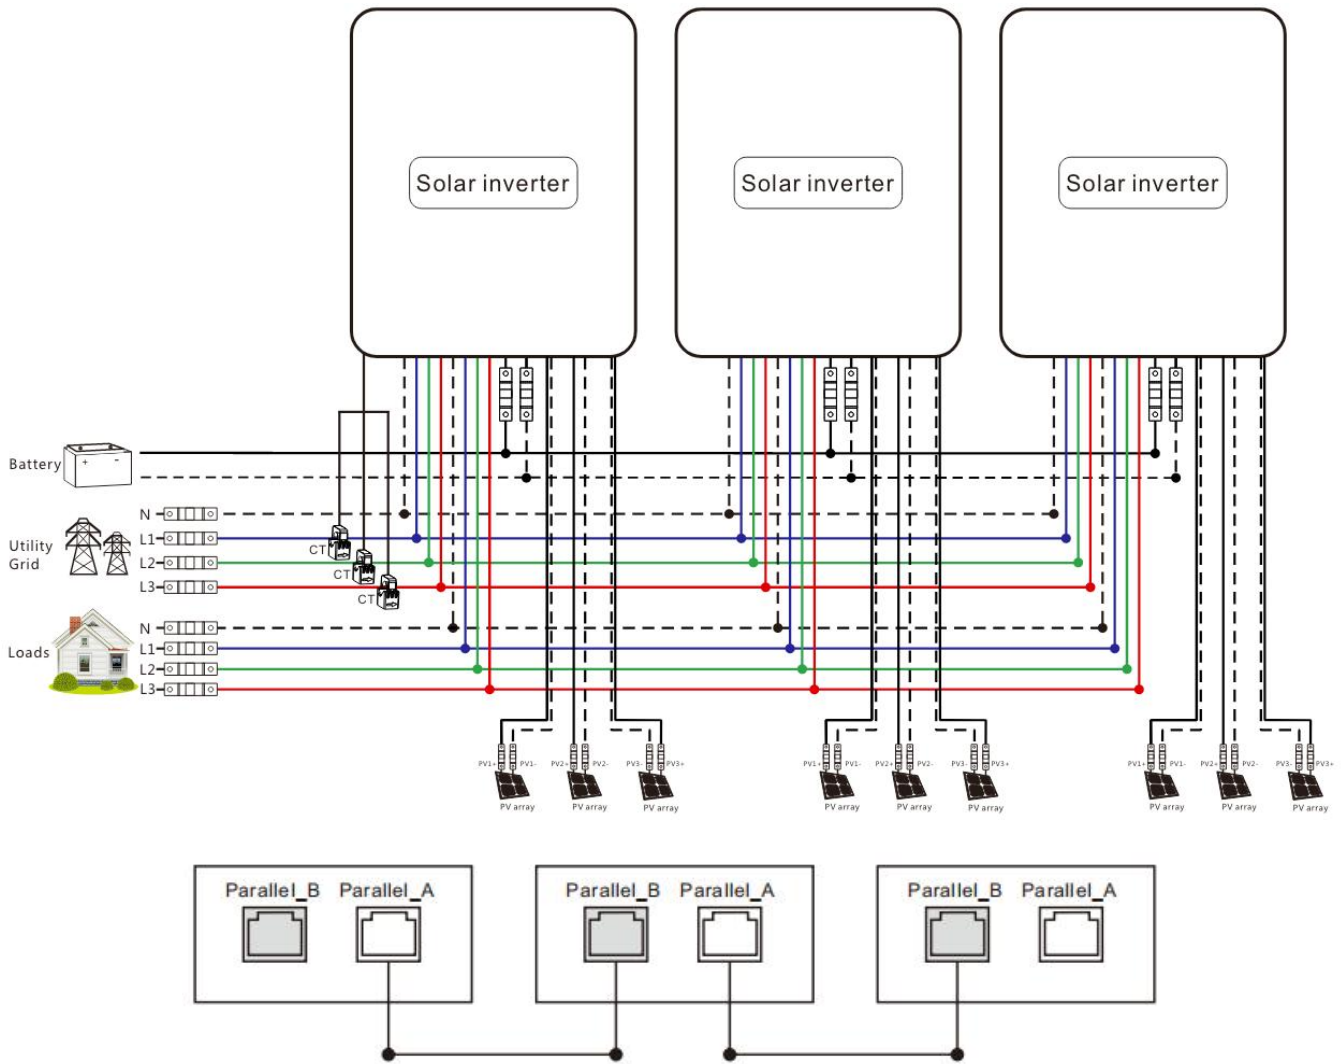 Solar inverter
Solar inverter
Solar inverter
Battery
+ -
N
L1
Utility
Grid
L2
L3
CT
CT
CT
N
L1
Loads
L2
L3
PV1+ PV1- PV2+ PV2- PV3- PV3+
PV1+ PV1- PV2+ PV2- PV3- PV3+
PV1+ PV1- PV2+ PV2- PV3- PV3+
PV array PV array PV array
PV array PV array PV array
PV array PV array PV array
Parallel_B Parallel_A
Parallel_B Parallel_A
Parallel_B Parallel_A